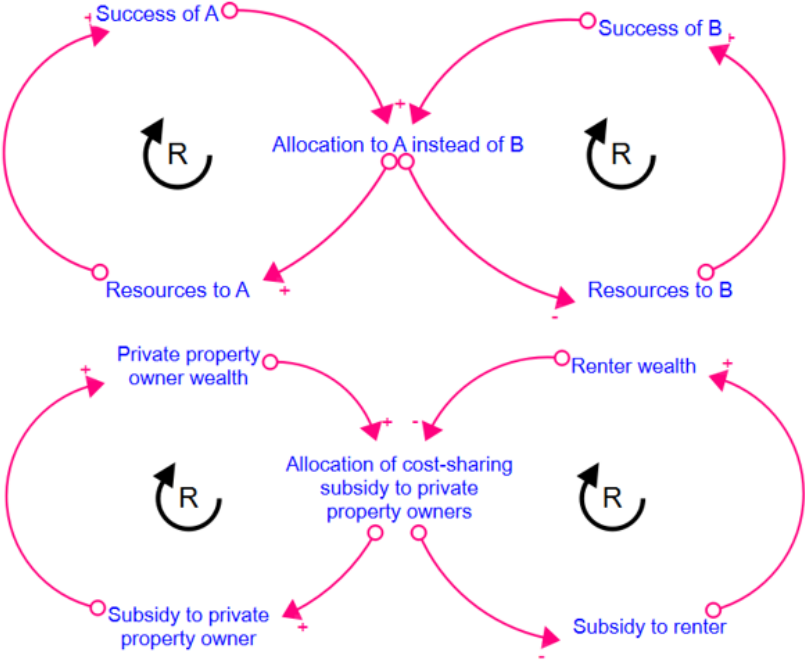 Success of A
Success of B
+
+
+
Allocation to A instead of B
R
R
Resources to A
+
Resources to B
-
Private property
owner wealth
+
Renter wealth
+
+
-
Allocation of cost-sharing
subsidy to private
property owners
R
R
Subsidy to private
property owner
+
Subsidy to renter
-